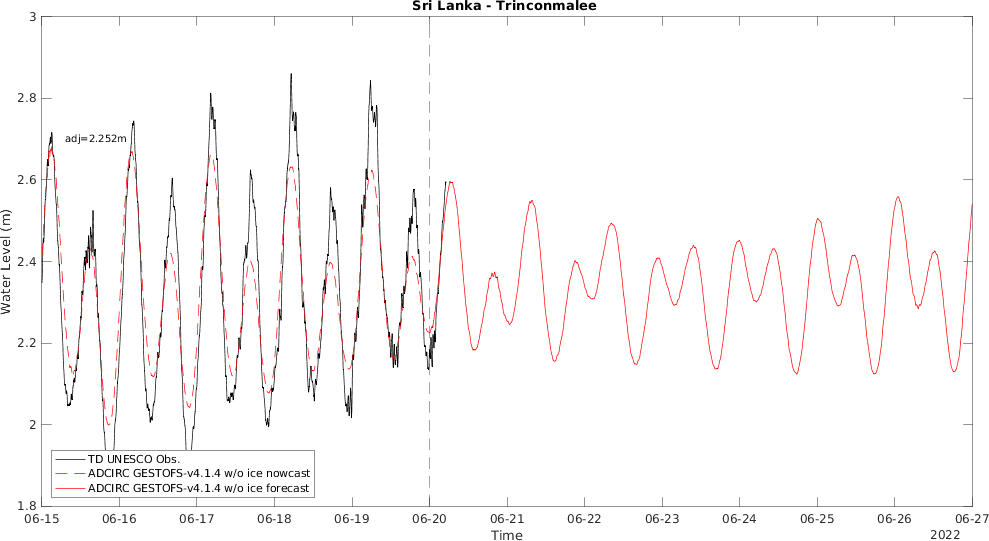 Sri Lanka - Trinconmalee
3
2.8
2.6
2.4
2.2
2
1.8
Water Level (m)
adj=2.252m
TD UNESCO Obs.
ADCIRC GESTOFS-v4.1.4 w/o ice nowcast
ADCIRC GESTOFS-v4.1.4 w/o ice forecast
06-15 06-16 06-17 06-18 06-19 06-20 06-21 06-22 06-23 06-24 06-25 06-26 06-27
Time
2022